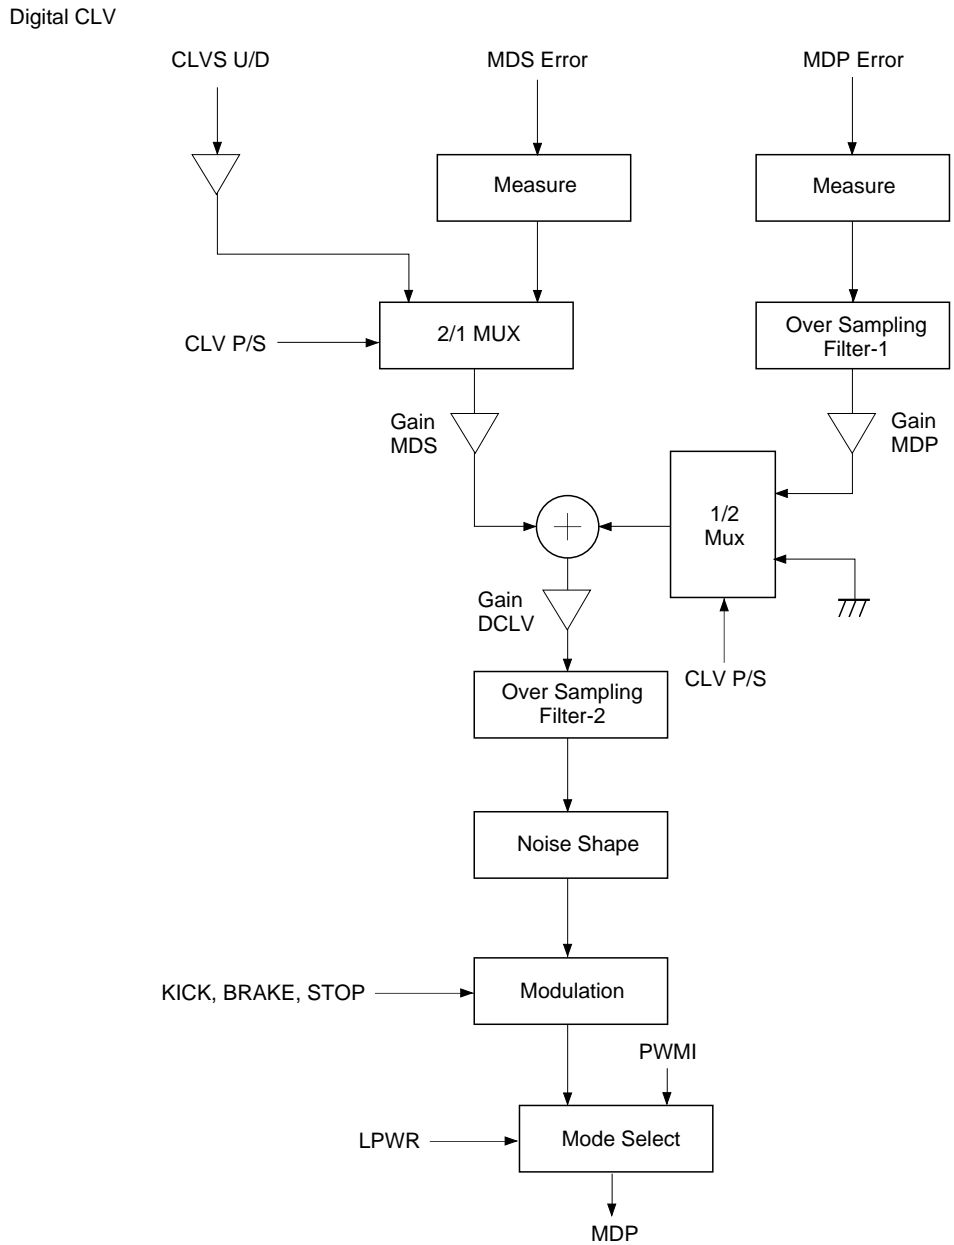 Digital CLV
CLVS U/D
MDS Error
MDP Error
Measure
Measure
CLV P/S
2/1 MUX
Over Sampling
Filter-1
Gain
MDS
Gain
MDP
1/2
Mux
Gain
DCLV
CLV P/S
Over Sampling
Filter-2
Noise Shape
KICK, BRAKE, STOP
Modulation
PWMI
LPWR
Mode Select
MDP